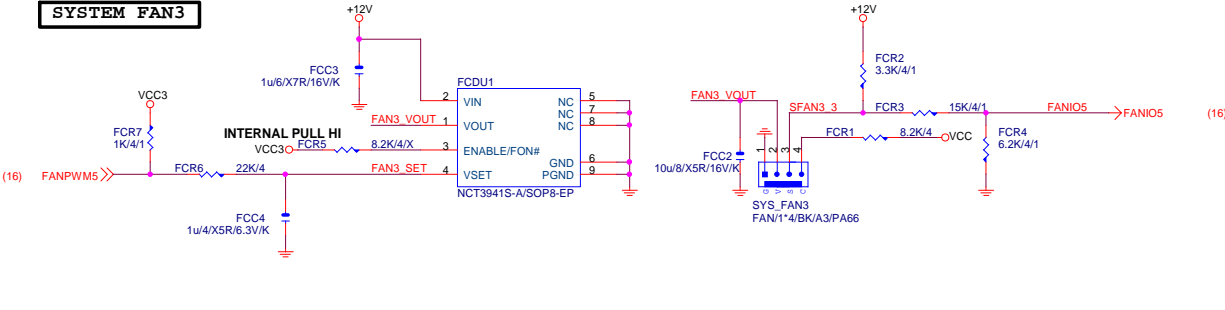 SYSTEM FAN3
+12V
FCC3
1u/6/X7R/16V/K
VCC3
FCR7
1K/4/1
INTERNAL PULL HI
VCC3
FCR5
8.2K/4/X
FAN3_VOUT
(16)
FANPWM5
FCR6
22K/4
FAN3_SET
FCC4
1u/4/X5R/6.3V/K
FCDU1
2
VIN
1
VOUT
3
ENABLE/FON#
4
VSET
NC
5
NC
7
NC
8
GND
6
PGND
9
NCT3941S-A/SOP8-EP
+12V
FCR2
3.3K/4/1
FAN3_VOUT
SFAN3_3
FCR3
15K/4/1
FANIO5
FANIO5
(16)
FCR1
8.2K/4
VCC
FCR4
6.2K/4/1
FCC2
10u/8/X5R/16V/K
1
2
3
4
G
V
S
C
SYS_FAN3
FAN/1*4/BK/A3/PA66